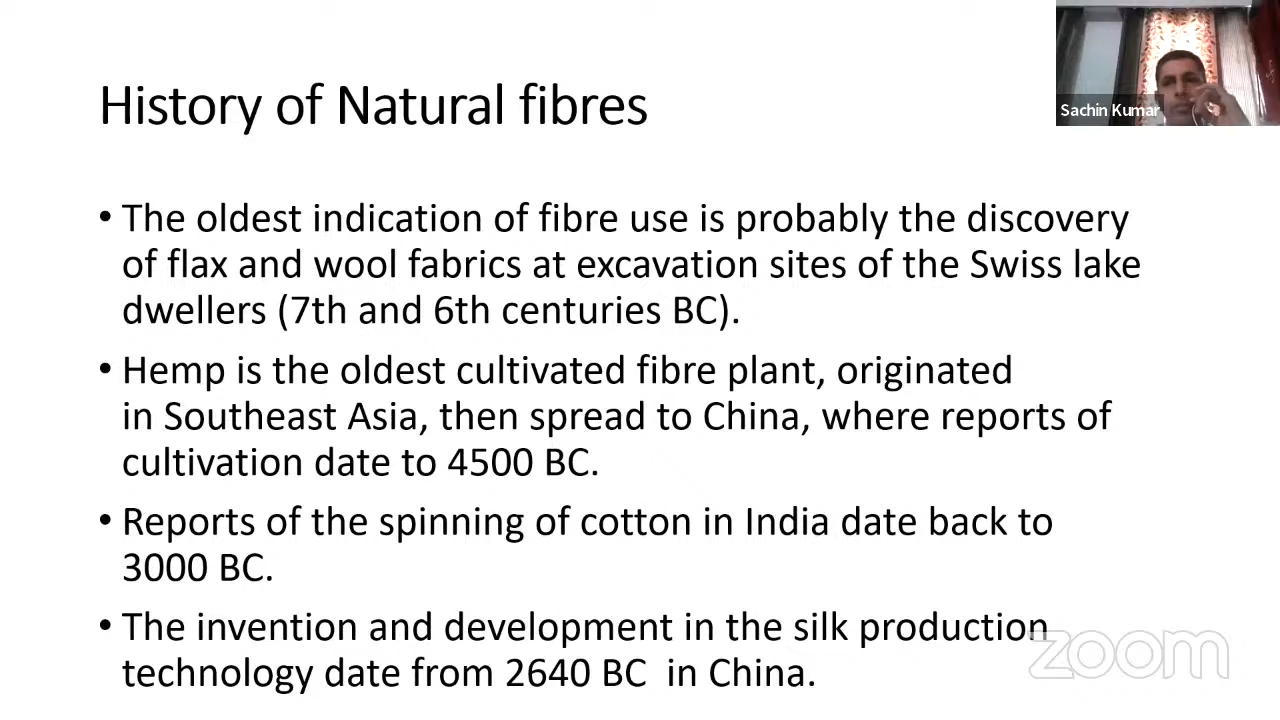 History of Natural fibres
Sachin Kumar
• The oldest indication of fibre use is probably the discovery
of flax and wool fabrics at excavation sites of the Swiss lake
dwellers (7th and 6th centuries BC).
• Hemp is the oldest cultivated fibre plant, originated
in Southeast Asia, then spread to China, where reports of
cultivation date to 4500 BC.
• Reports of the spinning of cotton in India date back to
3000 BC.
• The invention and development in the silk production
technology date from 2640 BC  in China.
zoom